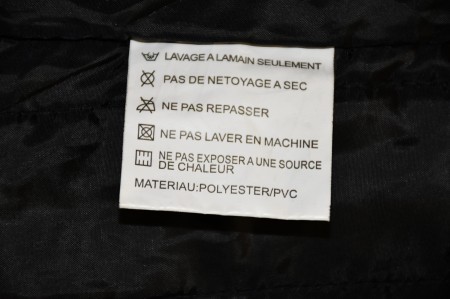 LAVAGE A LAMAIN SEULEMENT
PAS DE NETOYAGE A SEC
NE PAS REPASSER
NE PAS LAVER EN MACHINE
NE PAS EXPOSER A UNE SOURCE
DE CHALEUR
MATERIAU:POLYESTER/PVC